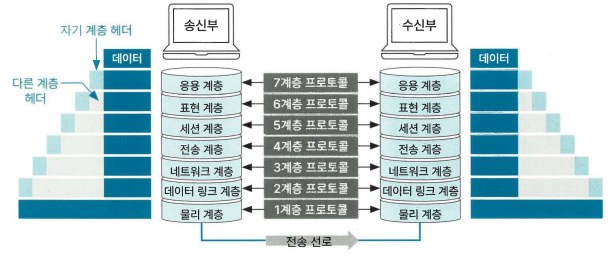 송신부
수신부
자기 계층 헤더
데이터
데이터
다른 계층
헤더
응용 계층
7계층 프로토콜
응용 계층
표현 계층
6계층 프로토콜
표현 계층
세션 계층
5계층 프로토콜
세션 계층
전송 계층
4계층 프로토콜
전송 계층
네트워크 계층
3계층 프로토콜
네트워크 계층
데이터 링크 계층
2계층 프로토콜
데이터 링크 계층
물리 계층
1계층 프로토콜
물리 계층
전송 선로